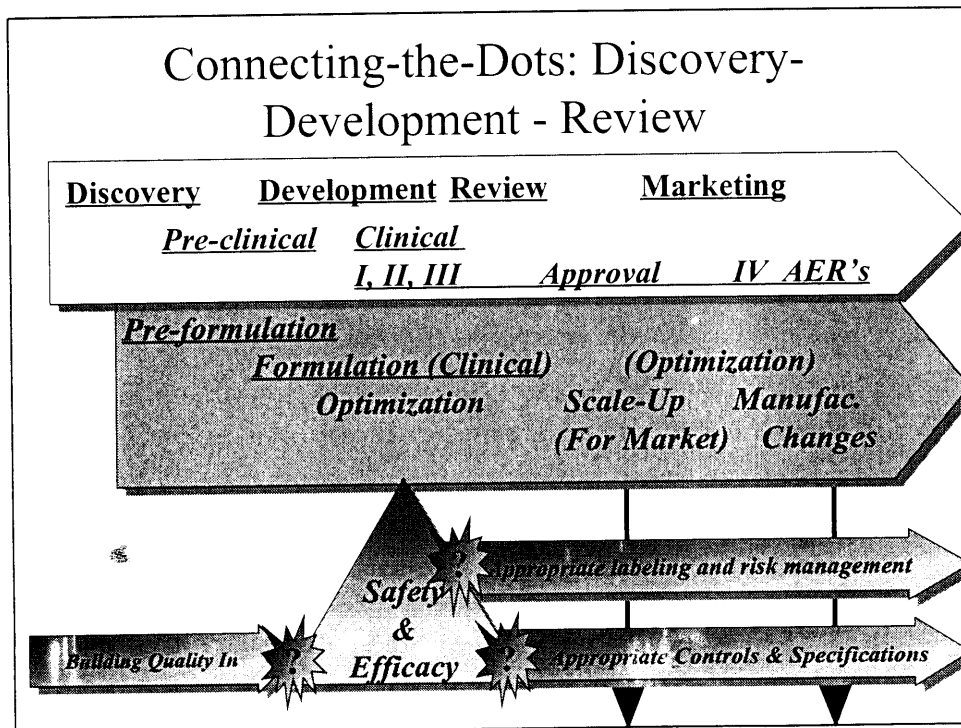 Connecting-the-Dots: Discovery-
Development - Review
Discovery Development Review Marketing
Pre-clinical Clinical
I, II, III Approval IV AER's
Pre-formulation
Formulation (Clinical) (Optimization)
Optimization Scale-Up Manufac.
(For Market) Changes
? Appropriate labeling and risk management
Safety
&
Efficacy
Building Quality In ? ? Appropriate Controls & Specifications